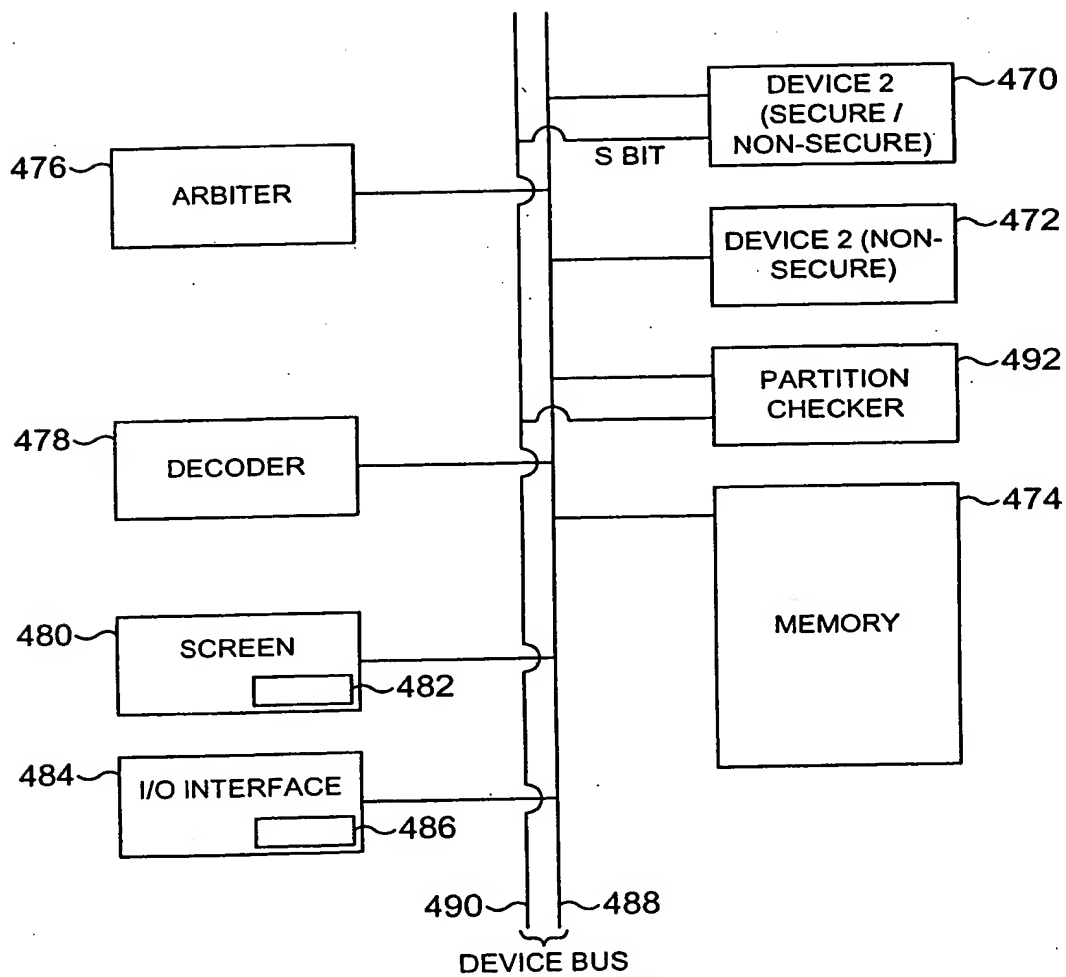 DEVICE 2
(SECURE /
NON-SECURE)
470
S BIT
476
ARBITER
DEVICE 2 (NON-
SECURE)
472
PARTITION
CHECKER
492
478
DECODER
MEMORY
474
480
SCREEN
482
484
I/O INTERFACE
486
490
488
DEVICE BUS